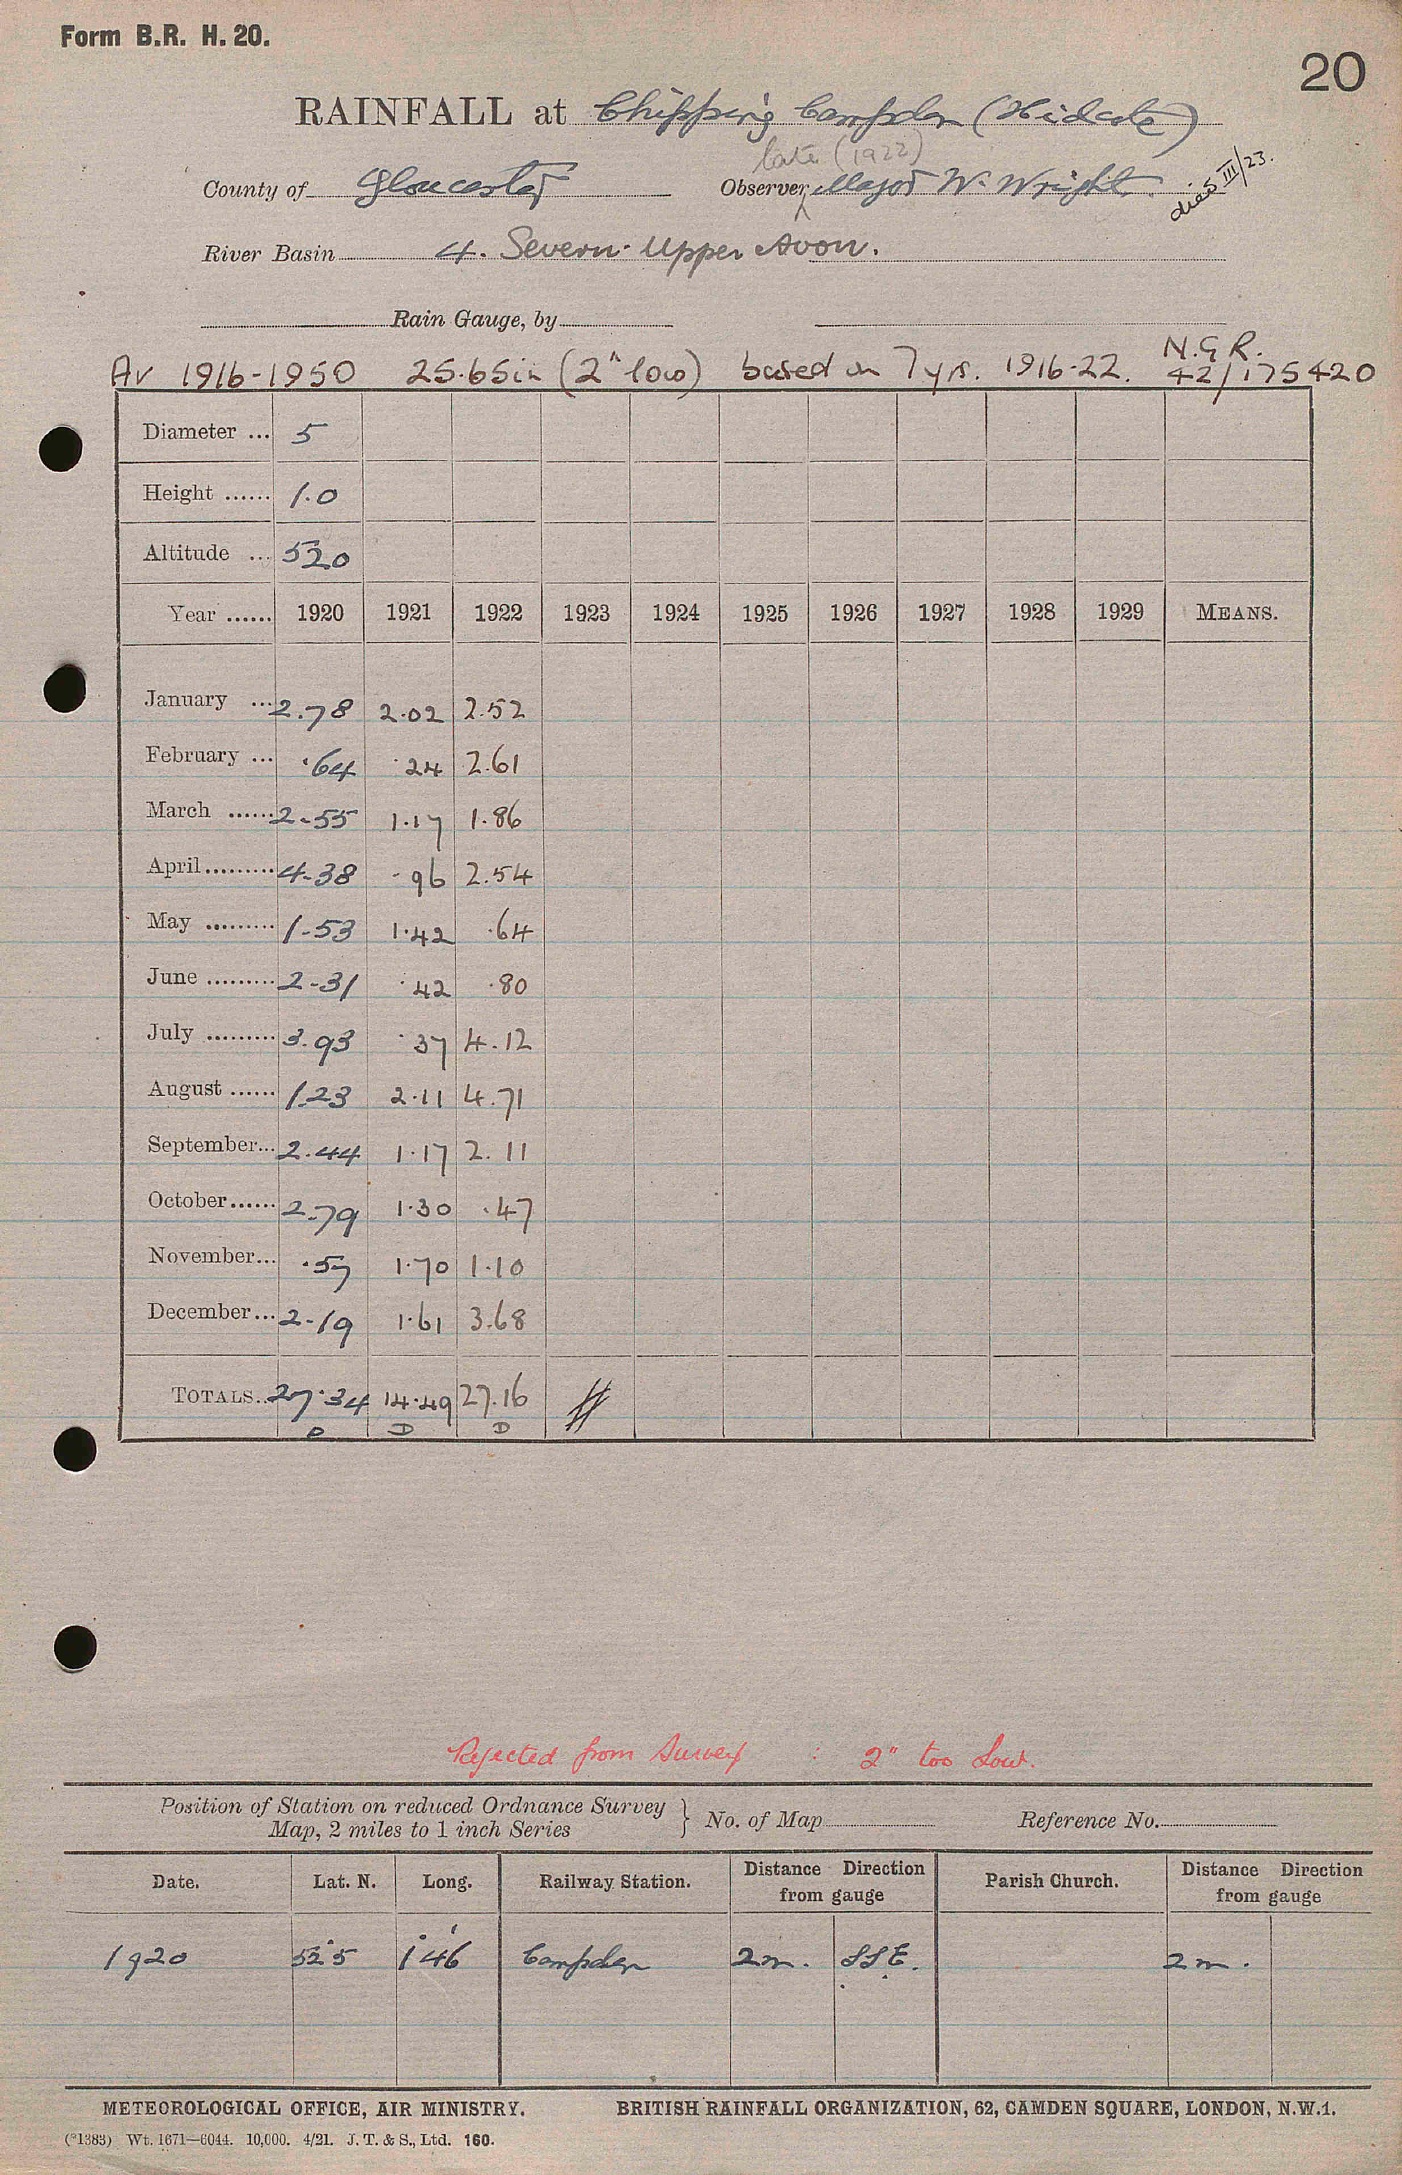 Form B.R. H. 20.
20
RAINFALL at Chipping Campden (Hidcote)
late (1922)
County of Gloucester Observer, Major W. Wright. died III/23.
River Basin 4. Severn. Upper Avon.
Rain Gauge, by
N.G.R.
Av 1916-1950 25.65in (2" low) based on 7 yrs. 1916-22. 42/175420
Diameter ... 5
Height ...... 1.0
Altitude ... 520
Year ...... 1920 1921 1922 1923 1924 1925 1926 1927 1928 1929 MEANS.
January ... 2.78 2.02 2.52
February ... .64 .24 2.61
March ...... 2.55 1.17 1.86
April......... 4.38 .96 2.54
May ......... 1.53 1.42 .64
June ......... 2.31 .42 .80
July ......... 3.93 .37 4.12
August ...... 1.23 2.11 4.71
September... 2.44 1.17 2.11
October...... 2.79 1.30 .47
November... .57 1.70 1.10
December... 2.19 1.61 3.68
TOTALS.. 27.34 14.49 27.16
D D D
Rejected from Survey : 2" too low.
Position of Station on reduced Ordnance Survey
Map, 2 miles to 1 inch Series } No. of Map Reference No.
Date. Lat. N. Long. Railway Station. Distance Direction from gauge Parish Church. Distance Direction from gauge
1920 52°5 1°46' Campden 2m. SSE. 2m.
METEOROLOGICAL OFFICE, AIR MINISTRY. BRITISH RAINFALL ORGANIZATION, 62, CAMDEN SQUARE, LONDON, N.W.1.
(*1383) Wt. 1671—6044. 10,000. 4/21. J. T. & S., Ltd. 160.